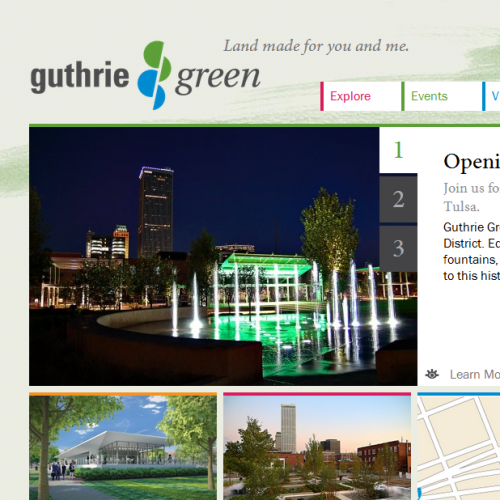 Land made for you and me.
guthrie green
Explore
Events
V
1
2
3
Openi
Join us fo
Tulsa.
Guthrie Gr
District. Ec
fountains,
to this hist
Learn Mo